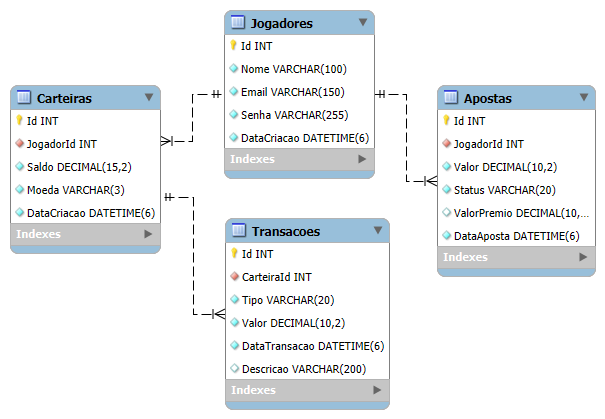 Jogadores
Id INT
Nome VARCHAR(100)
Email VARCHAR(150)
Senha VARCHAR(255)
DataCriacao DATETIME(6)
Indexes
Carteiras
Id INT
JogadorId INT
Saldo DECIMAL(15,2)
Moeda VARCHAR(3)
DataCriacao DATETIME(6)
Indexes
Apostas
Id INT
JogadorId INT
Valor DECIMAL(10,2)
Status VARCHAR(20)
ValorPremio DECIMAL(10,...
DataAposta DATETIME(6)
Indexes
Transacoes
Id INT
CarteiraId INT
Tipo VARCHAR(20)
Valor DECIMAL(10,2)
DataTransacao DATETIME(6)
Descricao VARCHAR(200)
Indexes